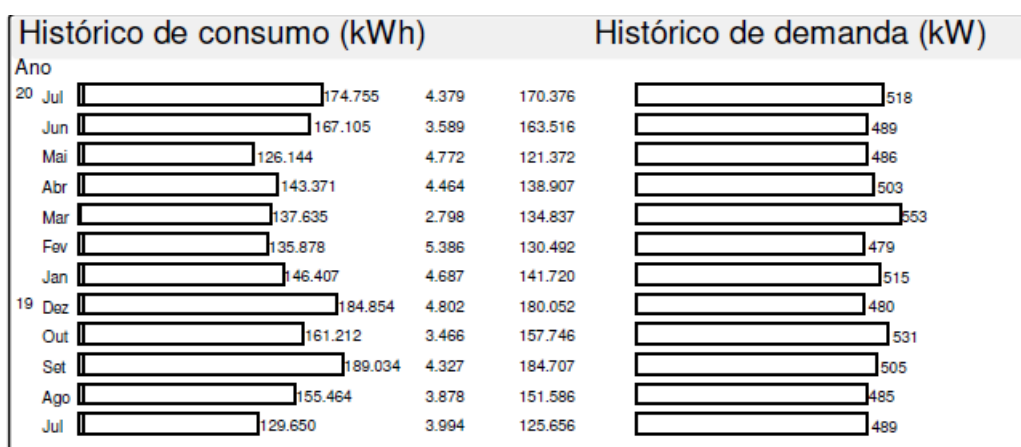 Histórico de consumo (kWh) Histórico de demanda (kW)
Ano
20 Jul 174.755 4.379 170.376 518
Jun 167.105 3.589 163.516 489
Mai 126.144 4.772 121.372 486
Abr 143.371 4.464 138.907 503
Mar 137.635 2.798 134.837 553
Fev 135.878 5.386 130.492 479
Jan 146.407 4.687 141.720 515
19 Dez 184.854 4.802 180.052 480
Out 161.212 3.466 157.746 531
Set 189.034 4.327 184.707 505
Ago 155.464 3.878 151.586 485
Jul 129.650 3.994 125.656 489